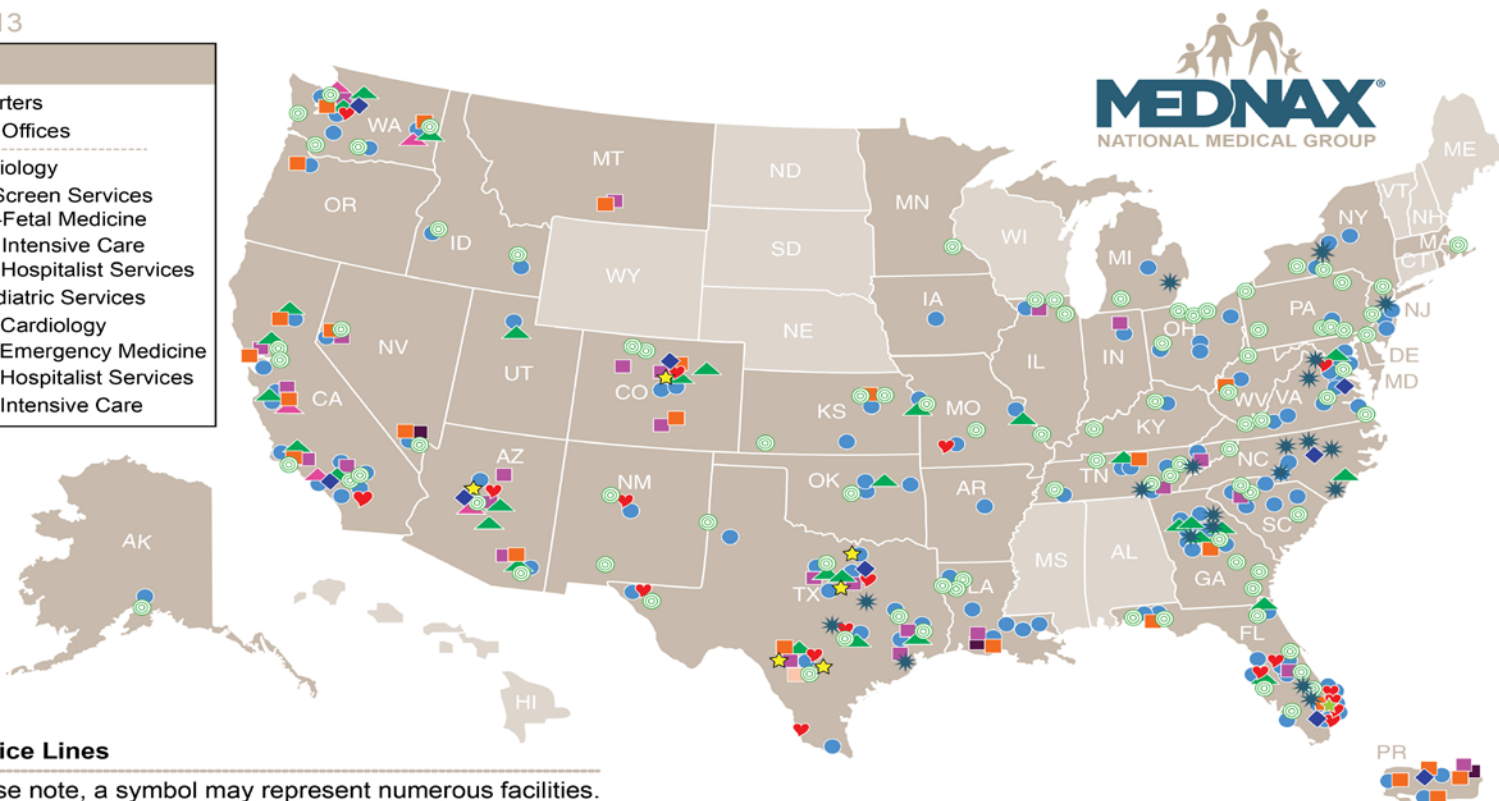 13
rters
Offices
iology
Screen Services
-Fetal Medicine
Intensive Care
Hospitalist Services
diatric Services
Cardiology
Emergency Medicine
Hospitalist Services
Intensive Care
MEDNAX®
NATIONAL MEDICAL GROUP
WA
MT
ND
MN
ME
VT
NH
NY
MA
CT
OR
ID
SD
WI
MI
WY
IA
PA
NJ
NE
OH
NV
IL
IN
DE
MD
UT
CO
CA
KS
MO
WV
VA
KY
AZ
NM
OK
AR
TN
NC
SC
AK
MS
AL
GA
TX
LA
FL
HI
PR
ice Lines
se note, a symbol may represent numerous facilities.